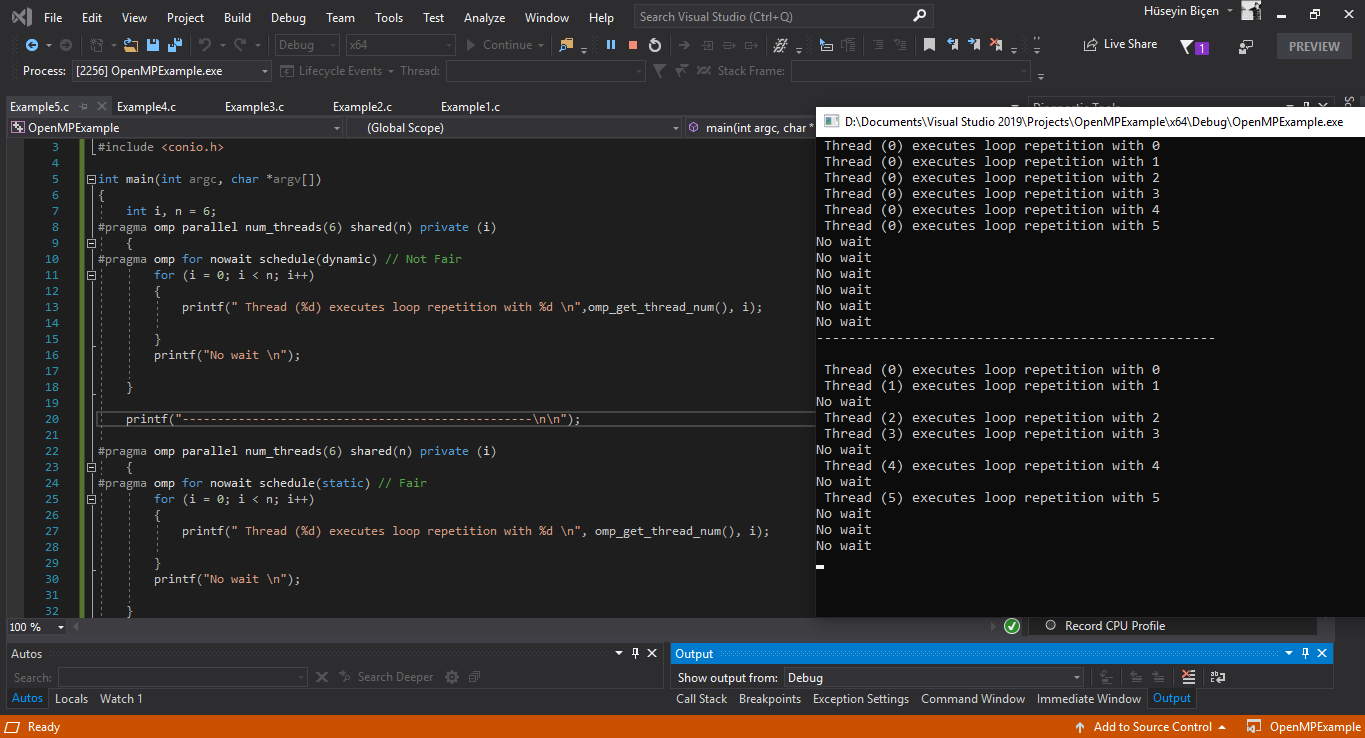 File Edit View Project Build Debug Team Tools Test Analyze Window Help Search Visual Studio (Ctrl+Q) Hüseyin Biçen
Debug x64 Continue Live Share 1 PREVIEW
Process: [2256] OpenMPExample.exe Lifecycle Events Thread: Stack Frame:
Example5.c Example4.c Example3.c Example2.c Example1.c
OpenMPExample (Global Scope) main(int argc, char *
3 #include <conio.h>
4
5 int main(int argc, char *argv[])
6 {
7 int i, n = 6;
8 #pragma omp parallel num_threads(6) shared(n) private (i)
9 {
10 #pragma omp for nowait schedule(dynamic) // Not Fair
11 for (i = 0; i < n; i++)
12 {
13 printf(" Thread (%d) executes loop repetition with %d \n",omp_get_thread_num(), i);
14
15 }
16 printf("No wait \n");
17
18 }
19
20 printf("--------------------------------------------------\n\n");
21
22 #pragma omp parallel num_threads(6) shared(n) private (i)
23 {
24 #pragma omp for nowait schedule(static) // Fair
25 for (i = 0; i < n; i++)
26 {
27 printf(" Thread (%d) executes loop repetition with %d \n", omp_get_thread_num(), i);
28
29 }
30 printf("No wait \n");
31
32 }
D:\Documents\Visual Studio 2019\Projects\OpenMPExample\x64\Debug\OpenMPExample.exe
Thread (0) executes loop repetition with 0
Thread (0) executes loop repetition with 1
Thread (0) executes loop repetition with 2
Thread (0) executes loop repetition with 3
Thread (0) executes loop repetition with 4
Thread (0) executes loop repetition with 5
No wait
No wait
No wait
No wait
No wait
No wait
--------------------------------------------------
Thread (0) executes loop repetition with 0
Thread (1) executes loop repetition with 1
No wait
Thread (2) executes loop repetition with 2
Thread (3) executes loop repetition with 3
No wait
Thread (4) executes loop repetition with 4
No wait
Thread (5) executes loop repetition with 5
No wait
No wait
No wait
100 %
Record CPU Profile
Autos
Search: Search Deeper
Autos Locals Watch 1
Output
Show output from: Debug
Call Stack Breakpoints Exception Settings Command Window Immediate Window Output
Ready Add to Source Control OpenMPExample